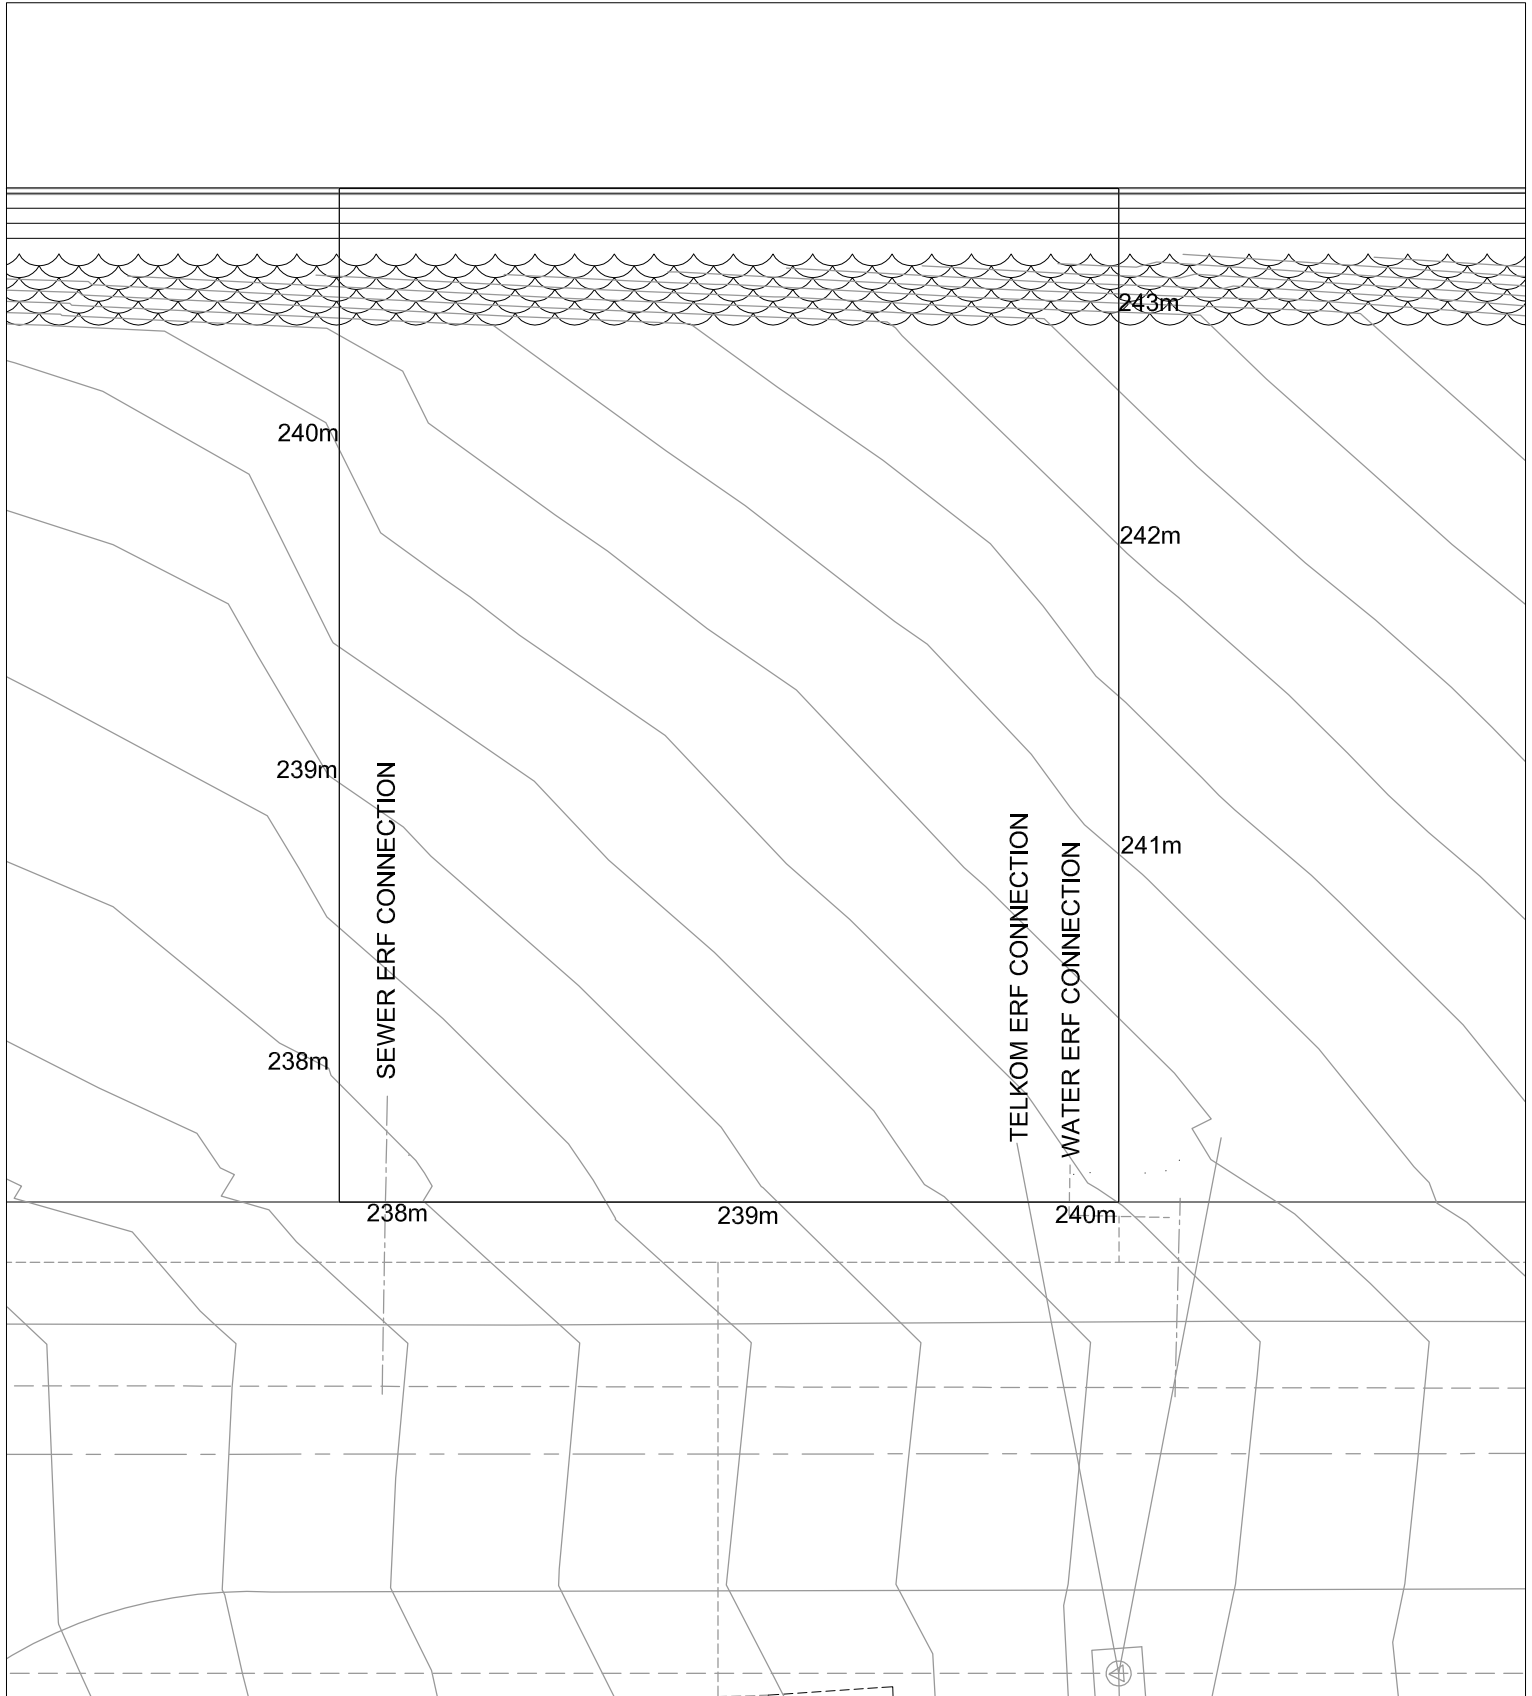 243m
240m
242m
239m
SEWER ERF CONNECTION
TELKOM ERF CONNECTION
WATER ERF CONNECTION
241m
238m
238m
239m
240m